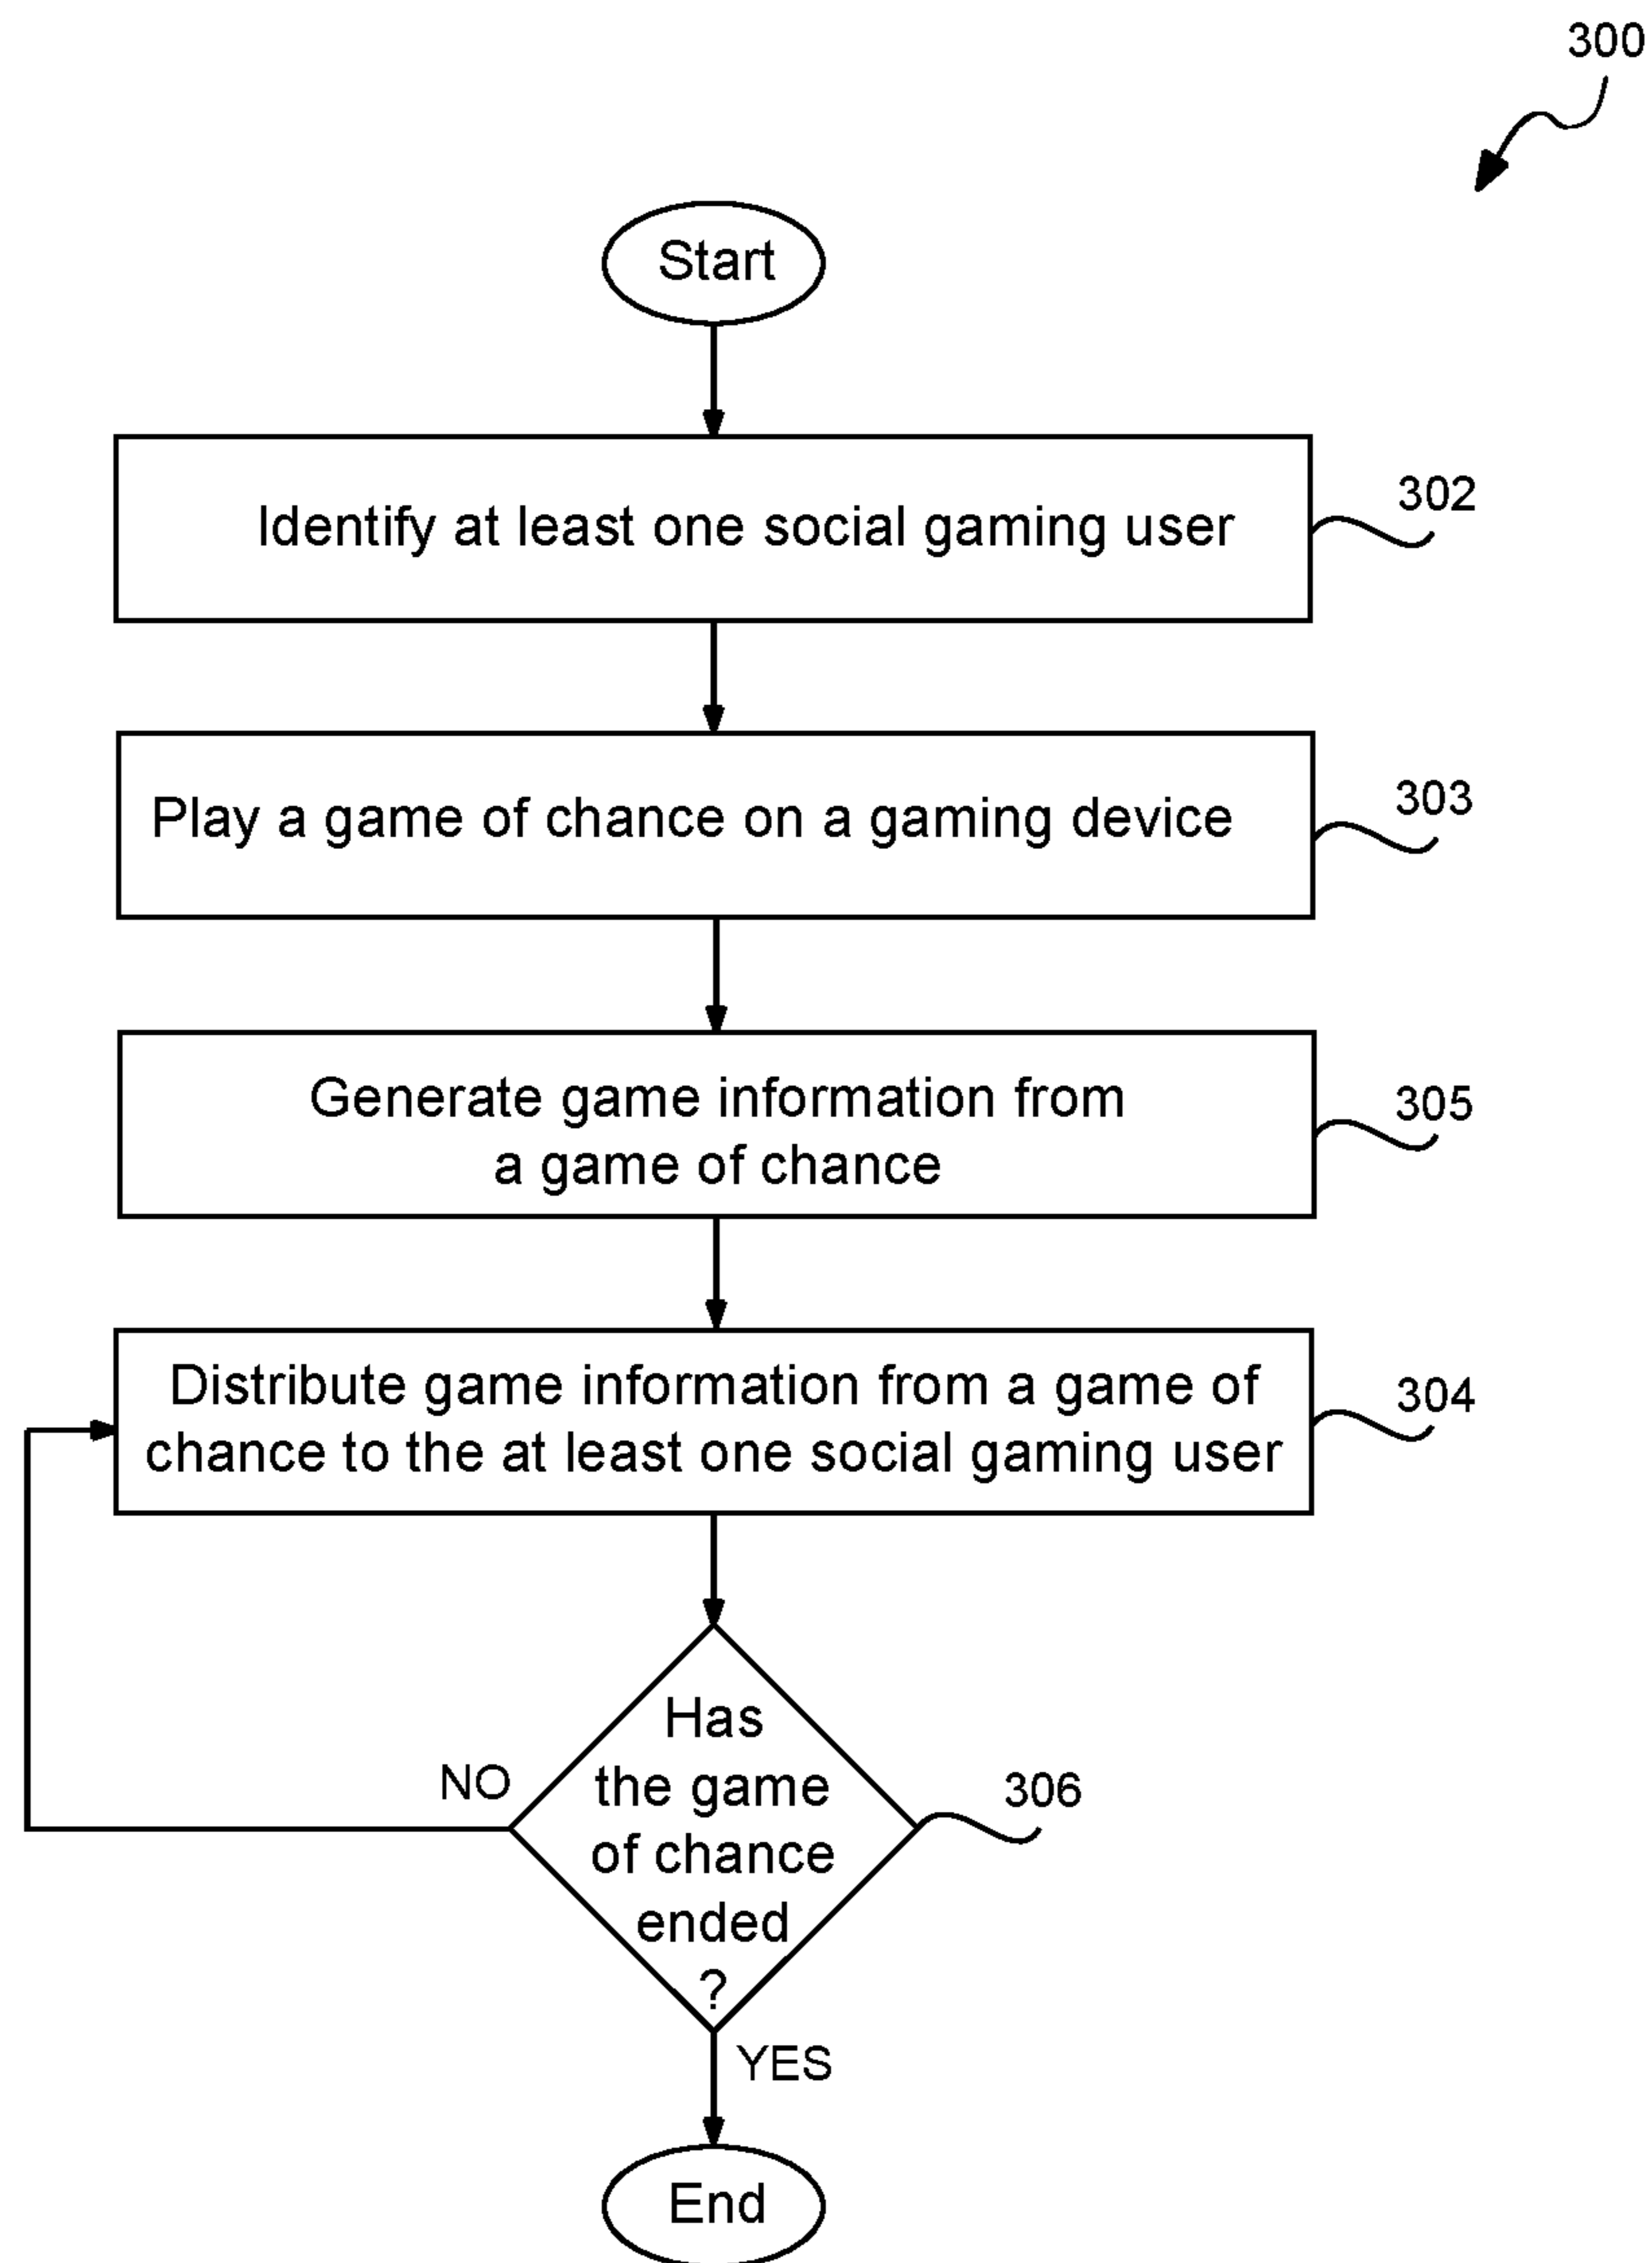 300
Start
Identify at least one social gaming user
302
Play a game of chance on a gaming device
303
Generate game information from
a game of chance
305
Distribute game information from a game of
chance to the at least one social gaming user
304
Has
the game
of chance
ended
?
NO
306
YES
End